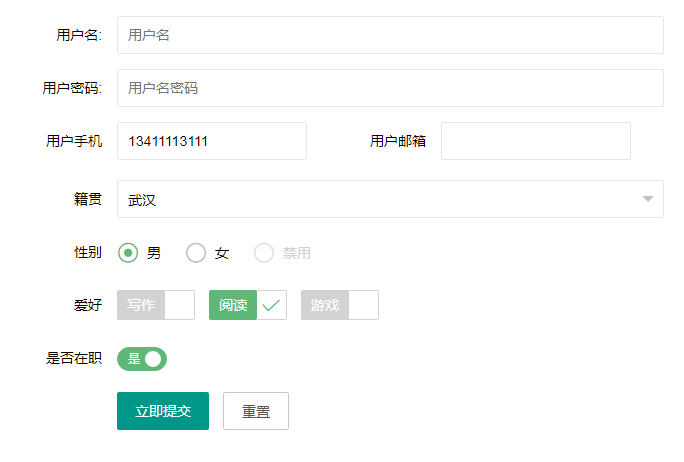 用户名: 用户名
用户密码: 用户名密码
用户手机 13411113111 用户邮箱
籍贯 武汉
性别 男 女 禁用
爱好 写作 阅读 游戏
是否在职 是
立即提交 重置